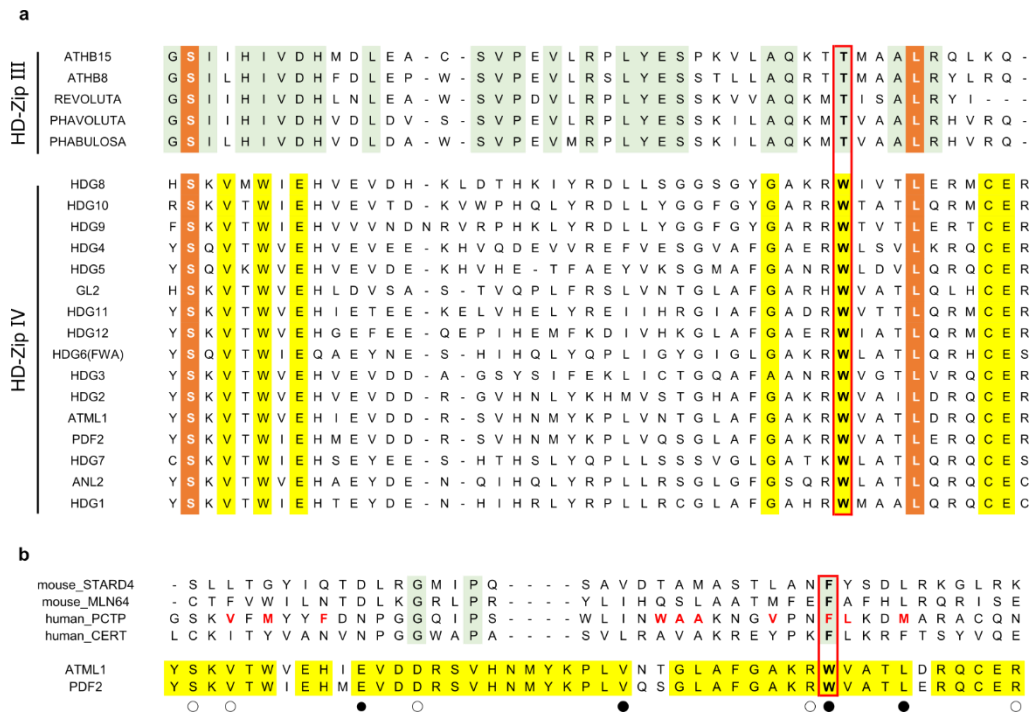 a
HD-Zip III
ATHB15 G S I I H I V D H M D L E A - C - S V P E V L R P L Y E S P K V L A Q K T T M A A L R Q L K Q -
ATHB8 G S I L H I V D H F D L E P - W - S V P E V L R S L Y E S S T L L A Q R T T M A A L R Y L R Q -
REVOLUTA G S I I H I V D H L N L E A - W - S V P D V L R P L Y E S S K V V A Q K M T I S A L R Y I - - -
PHAVOLUTA G S I I H I V D H V D L D V - S - S V P E V L R P L Y E S S K I L A Q K M T V A A L R H V R Q -
PHABULOSA G S I L H I V D H V D L D A - W - S V P E V M R P L Y E S S K I L A Q K M T V A A L R H V R Q -
HD-Zip IV
HDG8 H S K V M W I E H V E V D H - K L D T H K I Y R D L L S G G S G Y G A K R W I V T L E R M C E R
HDG10 R S K V T W I E H V E V T D - K V W P H Q L Y R D L L Y G G F G Y G A R R W T A T L E R M C E R
HDG9 F S K V T W I E H V V V N D N R V R P H K L Y R D L L Y G G F G Y G A R R W T V T L E R T C E R
HDG4 Y S Q V T W V E H V E V E E - K H V Q D E V V R E F V E S G V A F G A E R W L S V L K R Q C E R
HDG5 Y S Q V K W V E H V E V D E - K H V H E - T F A E Y V K S G M A F G A N R W L D V L Q R Q C E R
GL2 H S R V T W V E H L D V S A - S - T V Q P L F R S L V N T G L A F G A R H W V A T L Q L H C E R
HDG11 Y S K V T W I E H I E T E E - K E L V H E L Y R E I I H R G I A F G A D R W V T T L Q R M C E R
HDG12 Y S K V T W I E H G E F E E - Q E P I H E M F K D I V H K G L A F G A E R W I A T L Q R M C E R
HDG6(FWA) Y S Q V T W I E Q A E Y N E - S - H I H Q L Y Q P L I G Y G I G L G A K R W L A T L Q R H C E S
HDG3 Y S K V T W I E H V E V D D - A - G S Y S I F E K L I C T G Q A F A A N R W V G T L V R Q C E R
HDG2 Y S K V T W V E H V E V D D - R - G V H N L Y K H M V S T G H A F G A K R W V A I L D R Q C E R
ATML1 Y S K V T W V E H I E V D D - R - S V H N M Y K P L V N T G L A F G A K R W V A T L D R Q C E R
PDF2 Y S K V T W I E H M E V D D - R - S V H N M Y K P L V Q S G L A F G A K R W V A T L E R Q C E R
HDG7 C S K V T W I E H S E Y E E - S - H T H S L Y Q P L L S S S V G L G A T K W L A T L Q R Q C E S
ANL2 Y S K V T W V E H A E Y D E - N - Q I H Q L Y R P L L R S G L G F G S Q R W L A T L Q R Q C E C
HDG1 Y S K V T W I E H T E Y D E - N - H I H R L Y R P L L R C G L A F G A H R W M A A L Q R Q C E C
b
mouse_STARD4 - S L L T G Y I Q T D L R G M I P Q - - - - S A V D T A M A S T L A N F Y S D L R K G L R K
mouse_MLN64 - C T F V W I L N T D L K G R L P R - - - - Y L I H Q S L A A T M F E F A F H L R Q R I S E
human_PCTP G S K V F M Y Y F D N P G G Q I P S - - - - W L I N W A A K N G V P N F L K D M A R A C Q N
human_CERT L C K I T Y V A N V N P G G W A P A - - - - S V L R A V A K R E Y P K F L K R F T S Y V Q E
ATML1 Y S K V T W V E H I E V D D R S V H N M Y K P L V N T G L A F G A K R W V A T L D R Q C E R
PDF2 Y S K V T W I E H M E V D D R S V H N M Y K P L V Q S G L A F G A K R W V A T L E R Q C E R